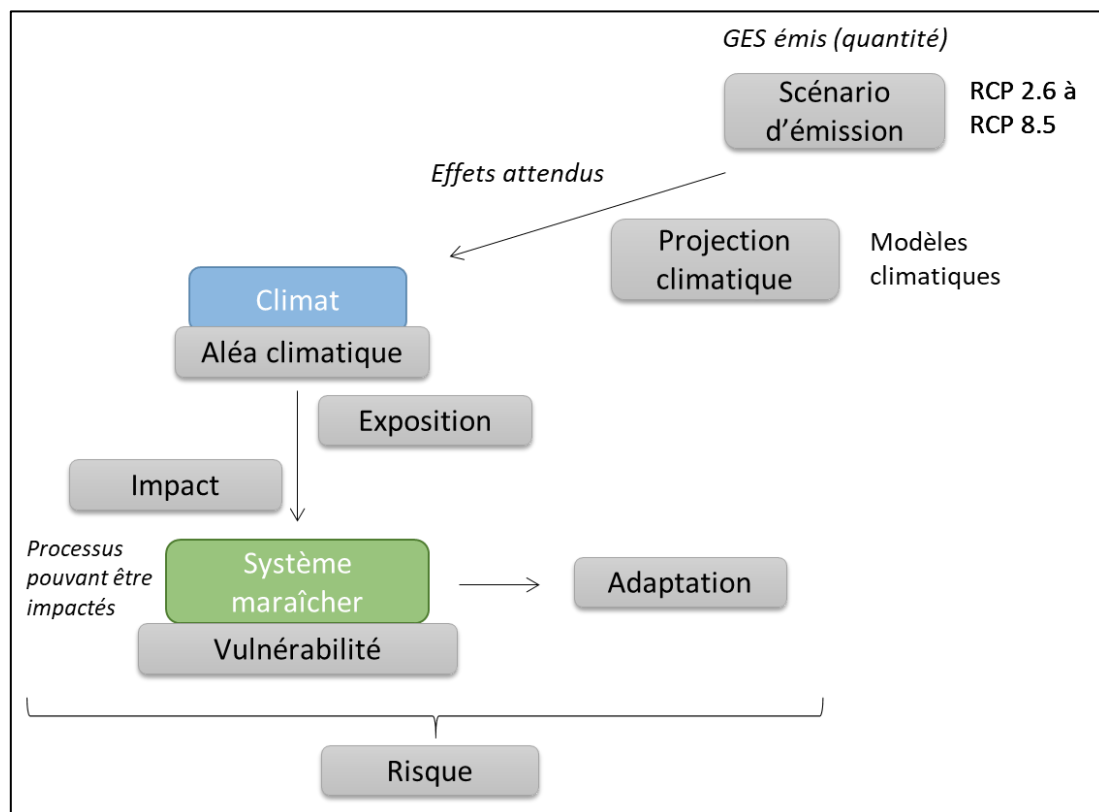 GES émis (quantité)
Scénario
d’émission
RCP 2.6 à
RCP 8.5
Effets attendus
Projection
climatique
Modèles
climatiques
Climat
Aléa climatique
Exposition
Impact
Processus
pouvant être
impactés
Système
maraîcher
Vulnérabilité
Adaptation
Risque